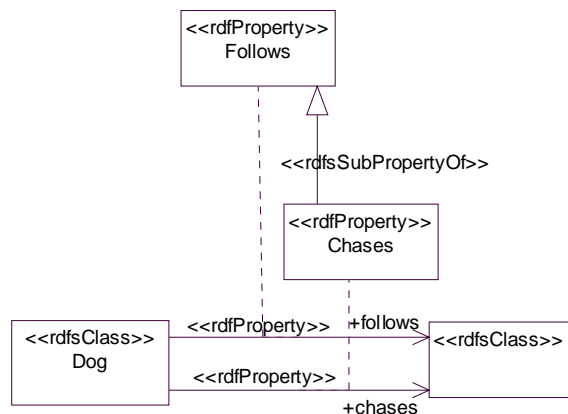 <<rdfProperty>>
Follows
<<rdfsSubPropertyOf>>
<<rdfProperty>>
Chases
<<rdfsClass>>
Dog
<<rdfProperty>>
+follows
<<rdfsClass>>
<<rdfProperty>>
+chases